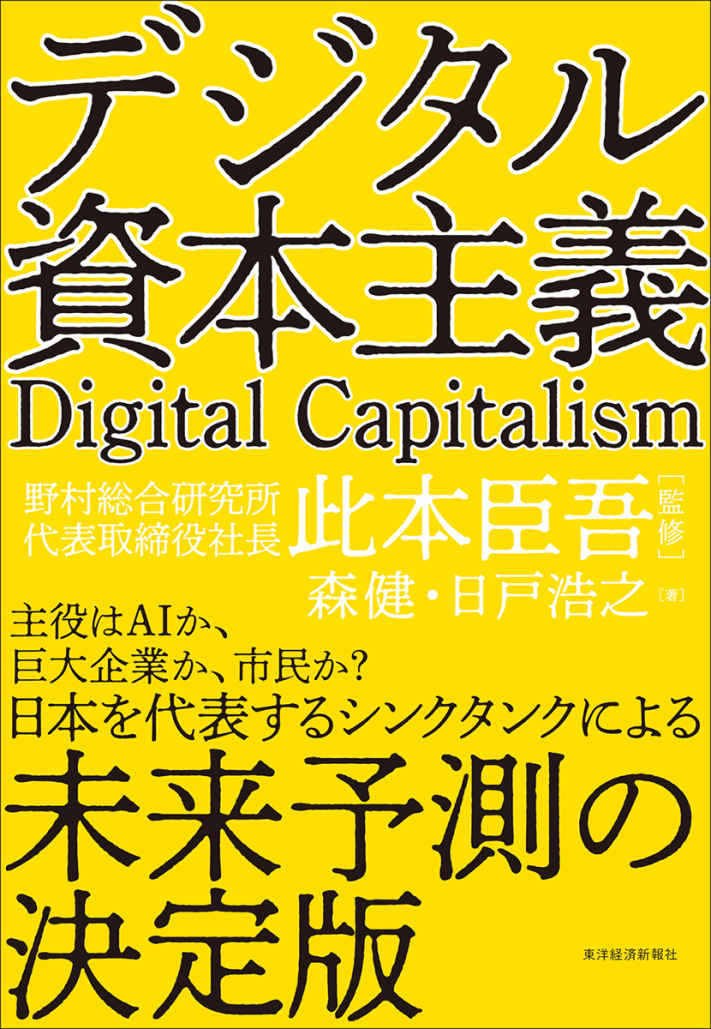 デジタル
資本主義
Digital Capitalism
野村総合研究所
代表取締役社長
此本臣吾[監修]
森健・日戸浩之[著]
主役はAIか、
巨大企業か、市民か?
日本を代表するシンクタンクによる
未来予測の
決定版
東洋経済新報社